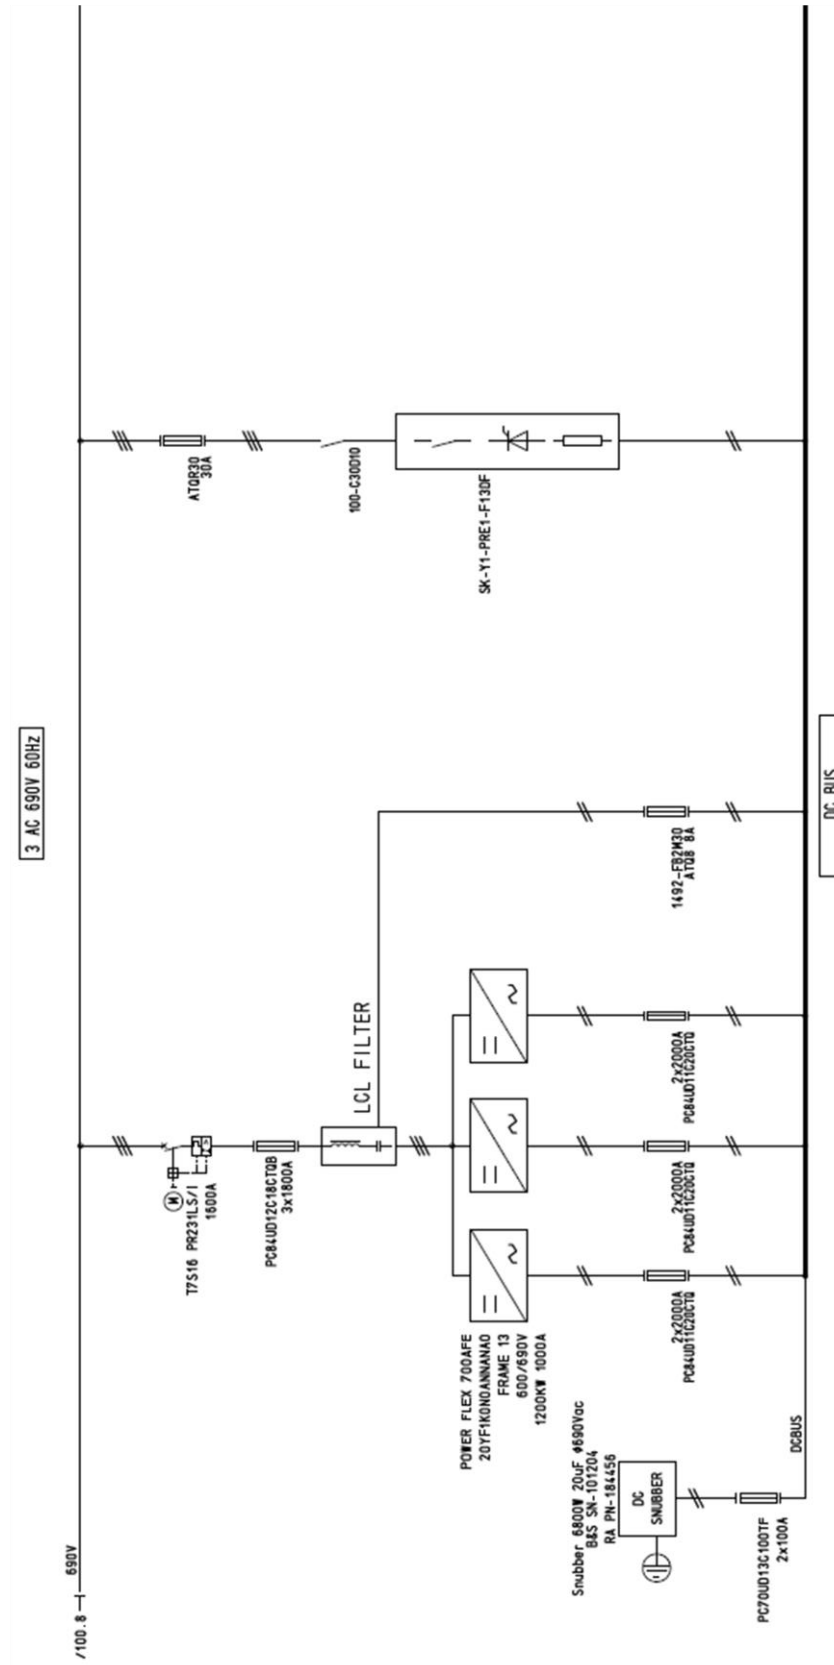 /100.8
690V
3 AC 690V 60Hz
T7S16 PR231LS/I
1600A
PC84UD12C18CTQB
3x1800A
LCL FILTER
ATQR30
30A
100-C30D10
SK-Y1-PRE1-F13DF
POWER FLEX 700AFE
20YF1K0N0ANNANA0
FRAME 13
600/690V
1200KW 1000A
2x2000A
PC84UD11C20CTQ
2x2000A
PC84UD11C20CTQ
2x2000A
PC84UD11C20CTQ
1492-FB2M30
ATQ8 8A
Snubber 6800W 20uF @690Vac
B&S SN-101204
RA PN-184456
DC
SNUBBER
PC70UD13C100TF
2x100A
DCBUS
DC BUS
M